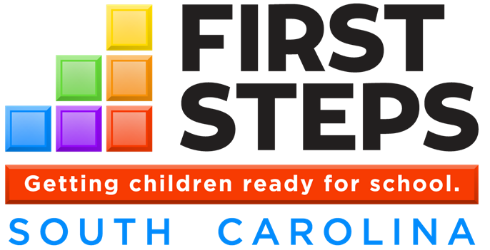 FIRST
STEPS
Getting children ready for school.
SOUTH CAROLINA